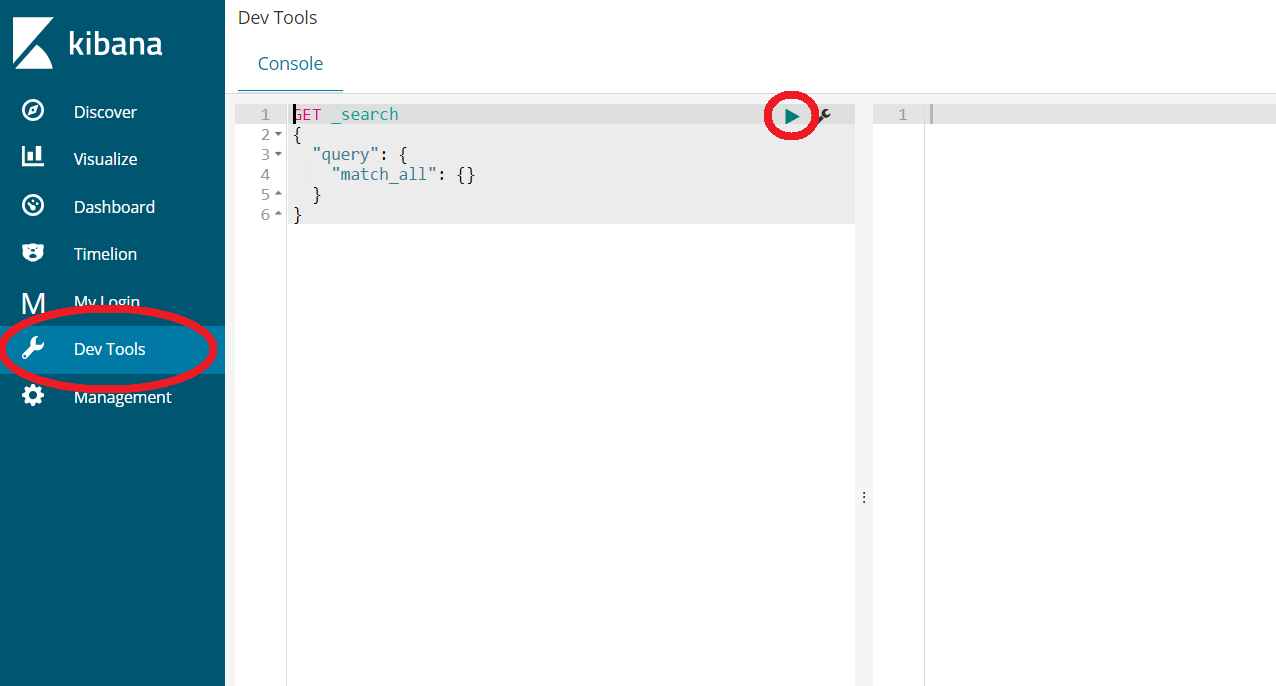 kibana
Discover
Visualize
Dashboard
Timelion
M My Login
Dev Tools
Management
Dev Tools
Console
1 GET _search
2 {
3 "query": {
4 "match_all": {}
5 }
6 }
1